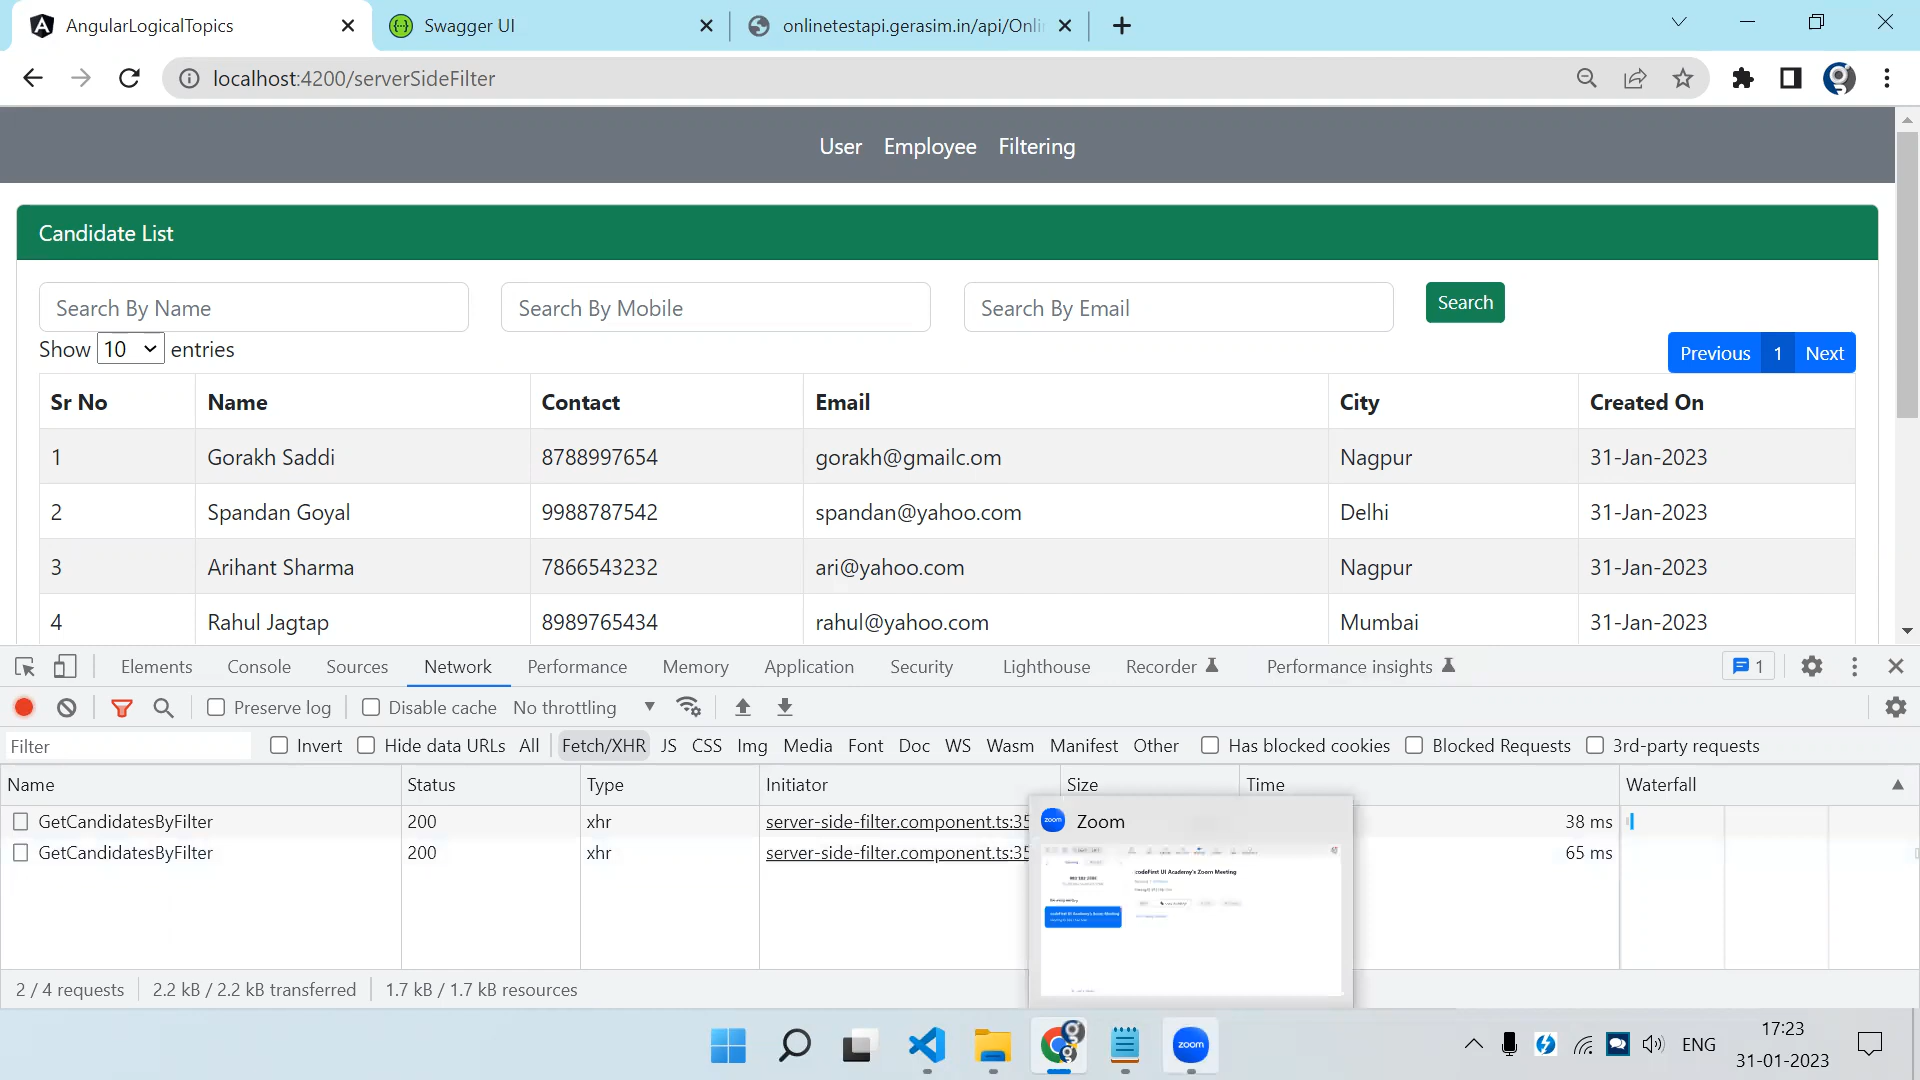 AngularLogicalTopics
Swagger UI
onlinetestapi.gerasim.in/api/Onli
localhost:4200/serverSideFilter
User Employee Filtering
Candidate List
Search By Name Search By Mobile Search By Email Search
Show 10 entries
Previous 1 Next
Sr No Name Contact Email City Created On
1 Gorakh Saddi 8788997654 gorakh@gmailc.om Nagpur 31-Jan-2023
2 Spandan Goyal 9988787542 spandan@yahoo.com Delhi 31-Jan-2023
3 Arihant Sharma 7866543232 ari@yahoo.com Nagpur 31-Jan-2023
4 Rahul Jagtap 8989765434 rahul@yahoo.com Mumbai 31-Jan-2023
Elements Console Sources Network Performance Memory Application Security Lighthouse Recorder Performance insights 1
Preserve log Disable cache No throttling
Filter Invert Hide data URLs All Fetch/XHR JS CSS Img Media Font Doc WS Wasm Manifest Other Has blocked cookies Blocked Requests 3rd-party requests
Name Status Type Initiator Size Time Waterfall
GetCandidatesByFilter 200 xhr server-side-filter.component.ts:35 38 ms
GetCandidatesByFilter 200 xhr server-side-filter.component.ts:35 65 ms
zoom Zoom
codeFirst UI Academy's Zoom Meeting
2 / 4 requests 2.2 kB / 2.2 kB transferred 1.7 kB / 1.7 kB resources
zoom
ENG
17:23
31-01-2023